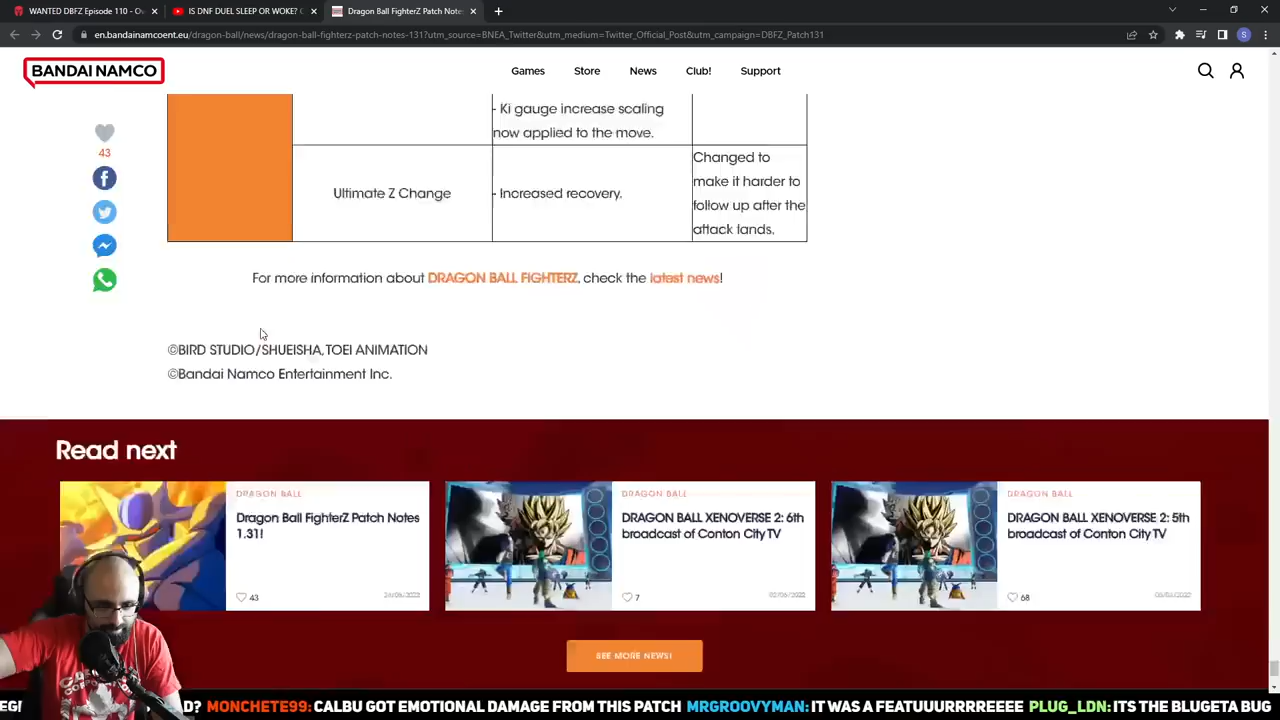 WANTED DBFZ Episode 110 - Ov
IS DNF DUEL SLEEP OR WOKE?
Dragon Ball FighterZ Patch Notes
en.bandainamcoent.eu/dragon-ball/news/dragon-ball-fighterz-patch-notes-131?utm_source=BNEA_Twitter&utm_medium=Twitter_Official_Post&utm_campaign=DBFZ_Patch131
BANDAI NAMCO
Games
Store
News
Club!
Support
43
- Ki gauge increase scaling
now applied to the move.
Ultimate Z Change
- Increased recovery.
Changed to
make it harder to
follow up after the
attack lands.
For more information about DRAGON BALL FIGHTERZ, check the latest news!
©BIRD STUDIO/SHUEISHA, TOEI ANIMATION
©Bandai Namco Entertainment Inc.
Read next
DRAGON BALL
Dragon Ball FighterZ Patch Notes
1.31!
43
DRAGON BALL
DRAGON BALL XENOVERSE 2: 6th
broadcast of Conton City TV
7
DRAGON BALL
DRAGON BALL XENOVERSE 2: 5th
broadcast of Conton City TV
68
SEE MORE NEWS!
D? MONCHETE99: CALBU GOT EMOTIONAL DAMAGE FROM THIS PATCH MRGROOVYMAN: IT WAS A FEATUUURRRREEEE PLUG_LDN: ITS THE BLUGETA BUG